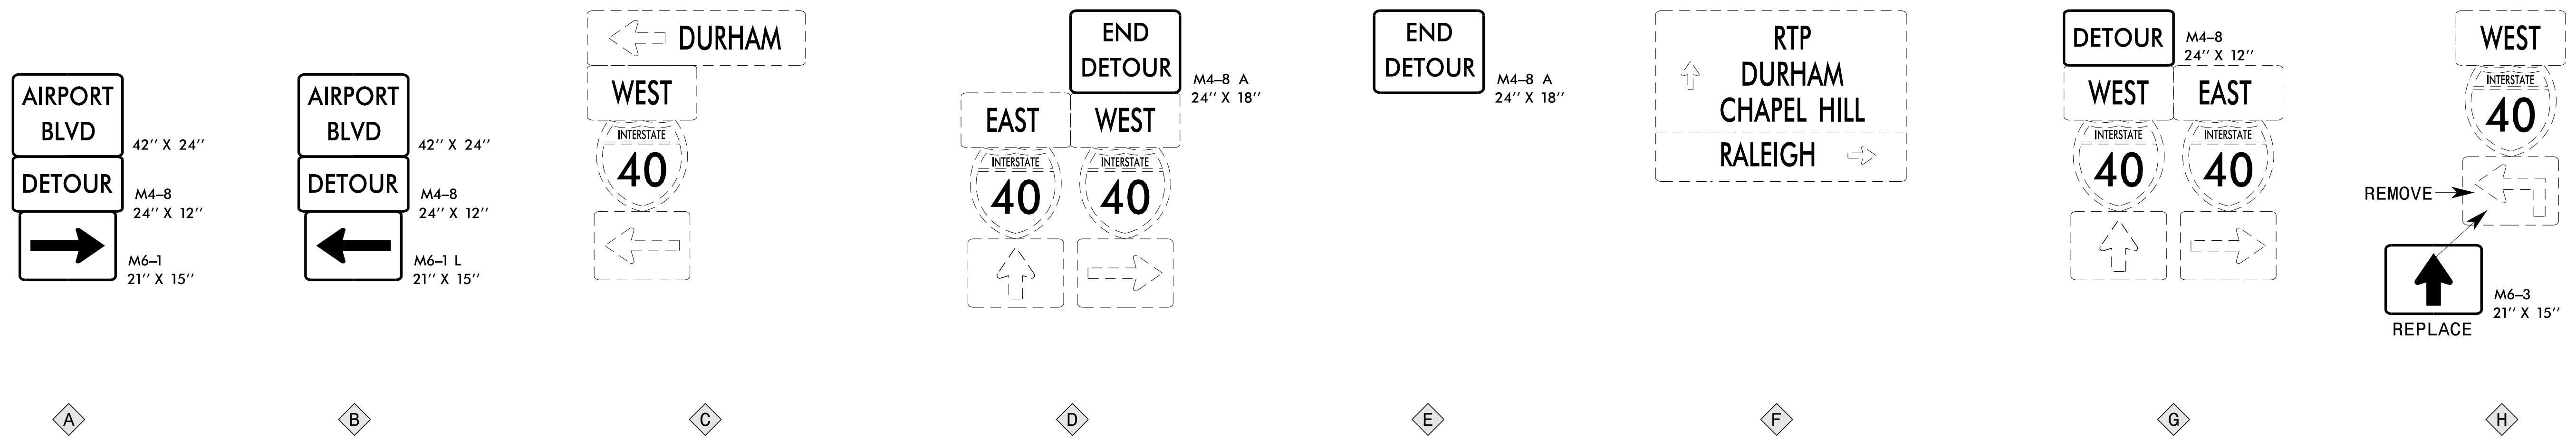 AIRPORT
BLVD
42'' X 24''
DETOUR
M4–8
24'' X 12''
M6–1
21'' X 15''
A
AIRPORT
BLVD
42'' X 24''
DETOUR
M4–8
24'' X 12''
M6–1 L
21'' X 15''
B
DURHAM
WEST
INTERSTATE
40
C
END
DETOUR
M4–8 A
24'' X 18''
EAST WEST
INTERSTATE INTERSTATE
40 40
D
END
DETOUR
M4–8 A
24'' X 18''
E
RTP
DURHAM
CHAPEL HILL
RALEIGH
F
DETOUR
M4–8
24'' X 12''
WEST EAST
INTERSTATE INTERSTATE
40 40
G
WEST
INTERSTATE
40
REMOVE
M6–3
21'' X 15''
REPLACE
H